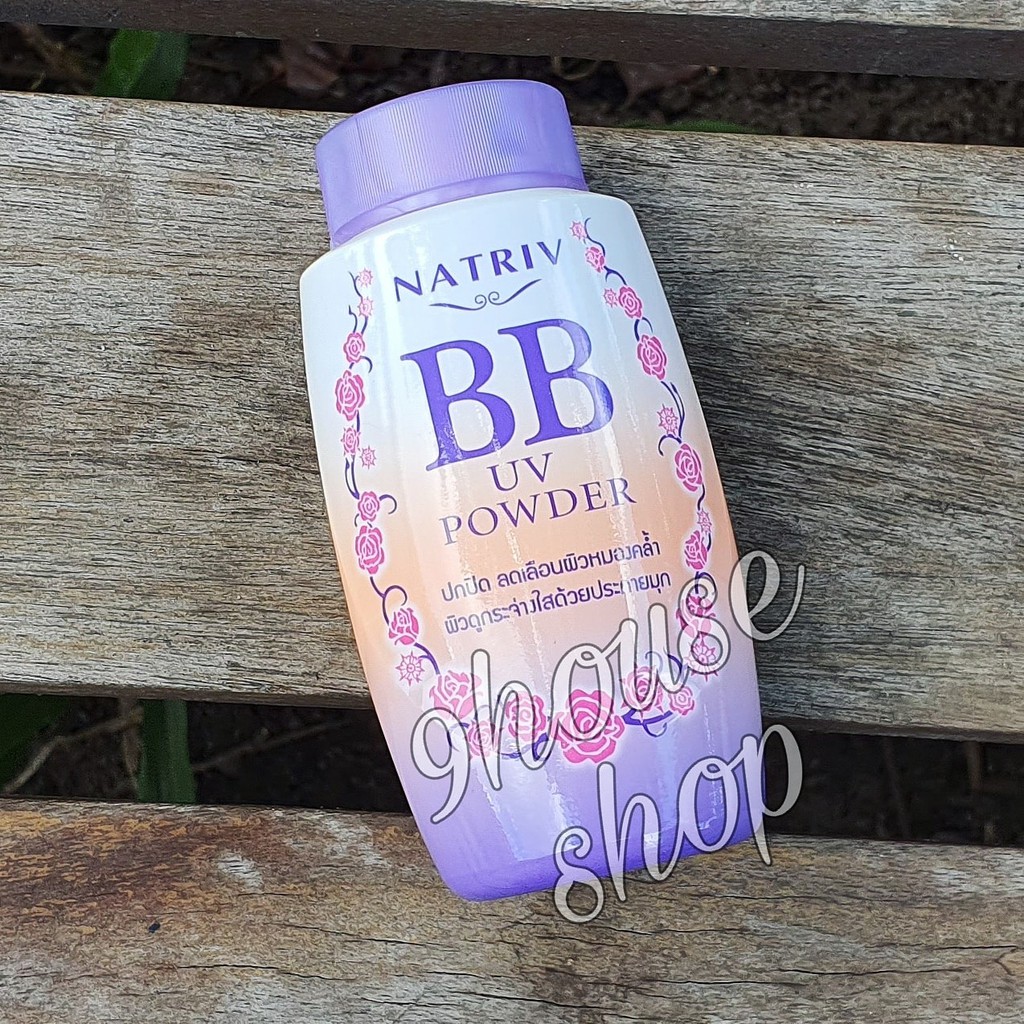 NATRIV
BB
UV
POWDER
ปกปิด ลดเลือนผิวหมองคล้ำ
ผิวดูกระจ่างใสด้วยประกายมุก
9house
shop